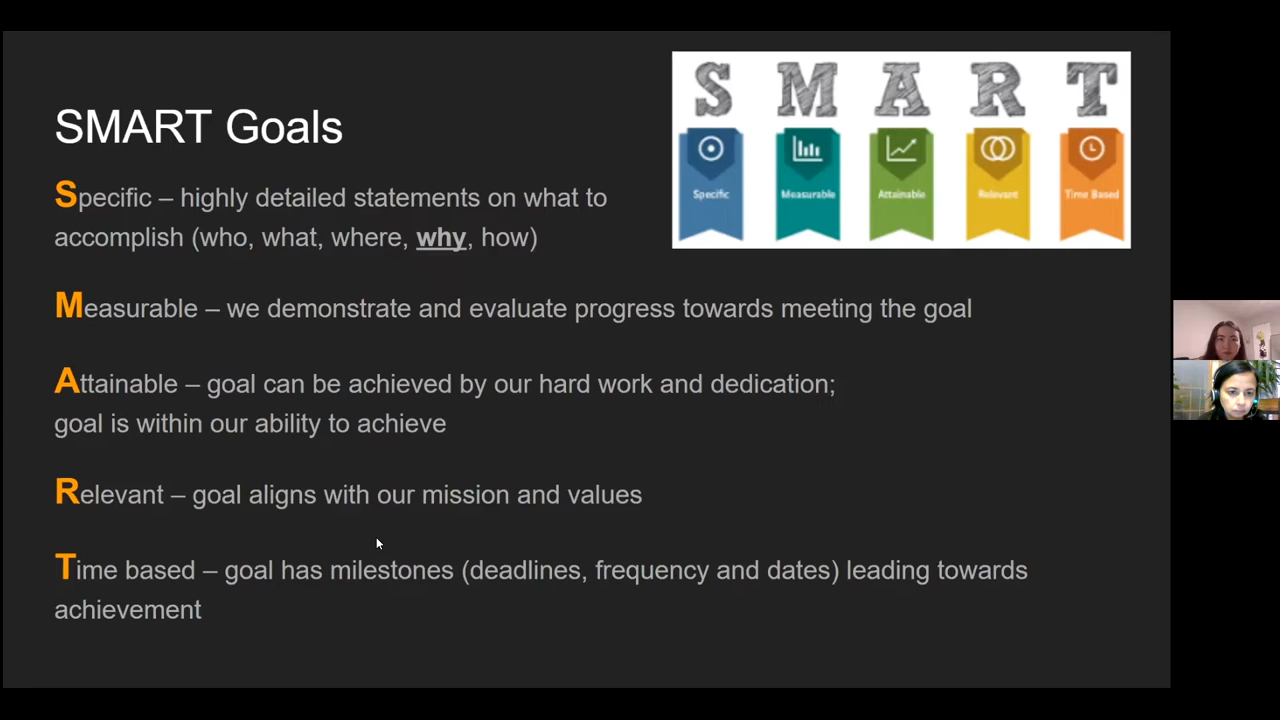 SMART Goals
Specific – highly detailed statements on what to
accomplish (who, what, where, why, how)
Measurable – we demonstrate and evaluate progress towards meeting the goal
Attainable – goal can be achieved by our hard work and dedication;
goal is within our ability to achieve
Relevant – goal aligns with our mission and values
Time based – goal has milestones (deadlines, frequency and dates) leading towards
achievement
S M A R T
Specific Measurable Attainable Relevant Time Based